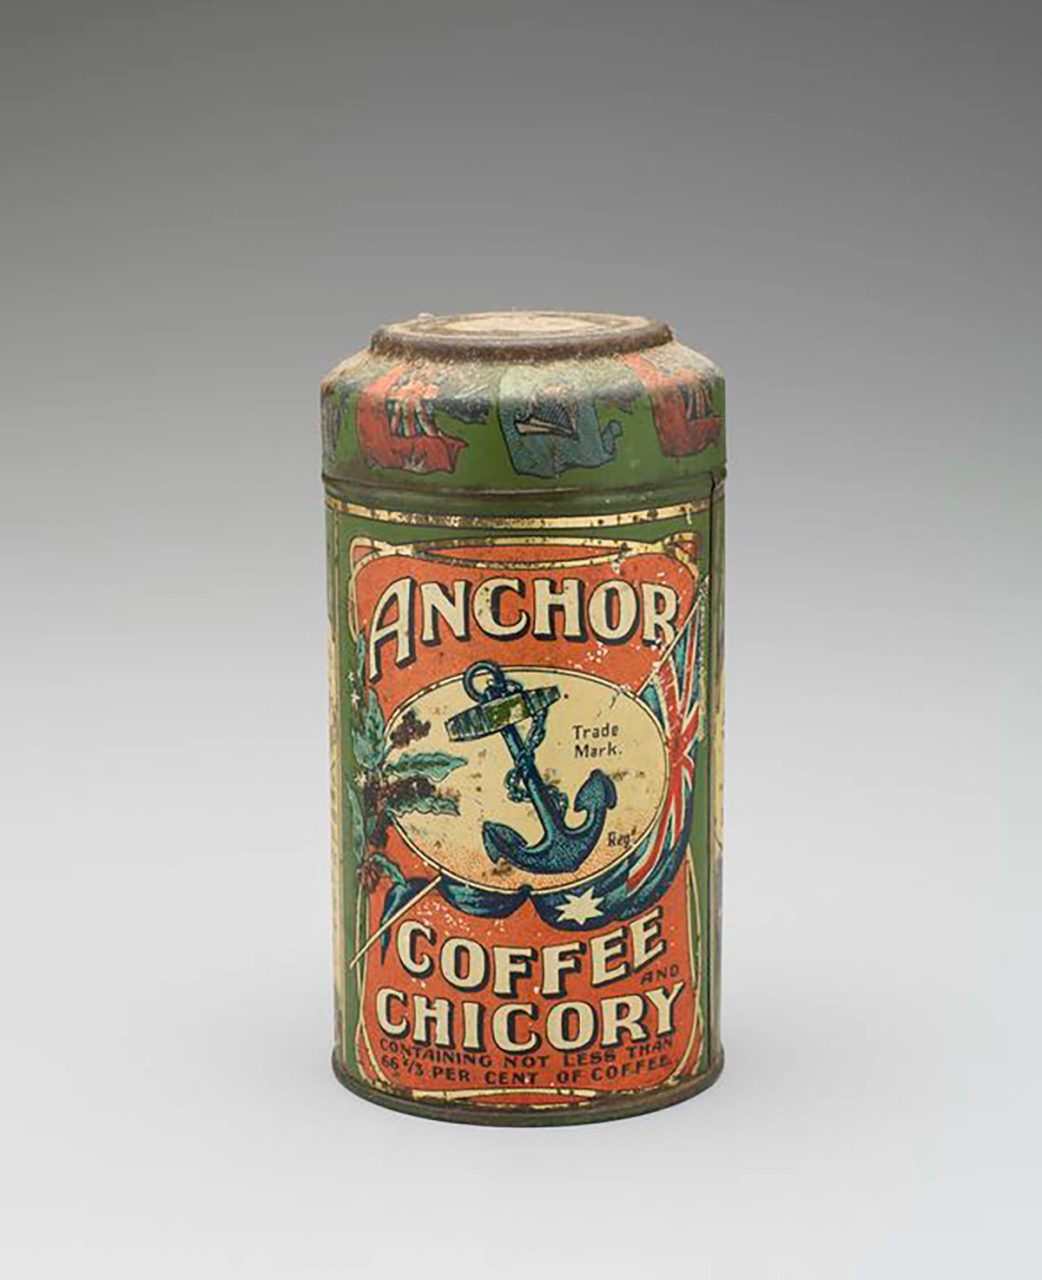 ANCHOR
Trade
Mark.
Regd
COFFEE
AND
CHICORY
CONTAINING NOT LESS THAN
66 2/3 PER CENT OF COFFEE